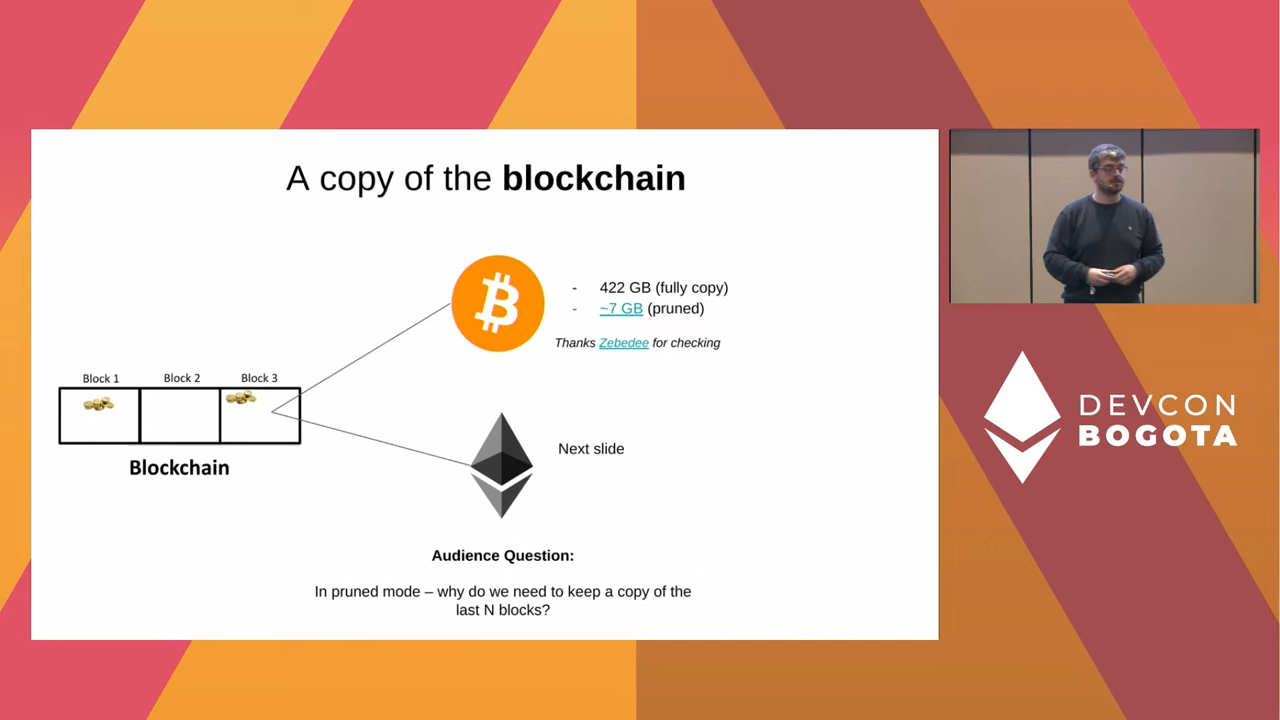 A copy of the blockchain
- 422 GB (fully copy)
- ~7 GB (pruned)
Thanks Zebedee for checking
Block 1 Block 2 Block 3
Blockchain
Next slide
Audience Question:
In pruned mode – why do we need to keep a copy of the
last N blocks?
DEVCON
BOGOTA